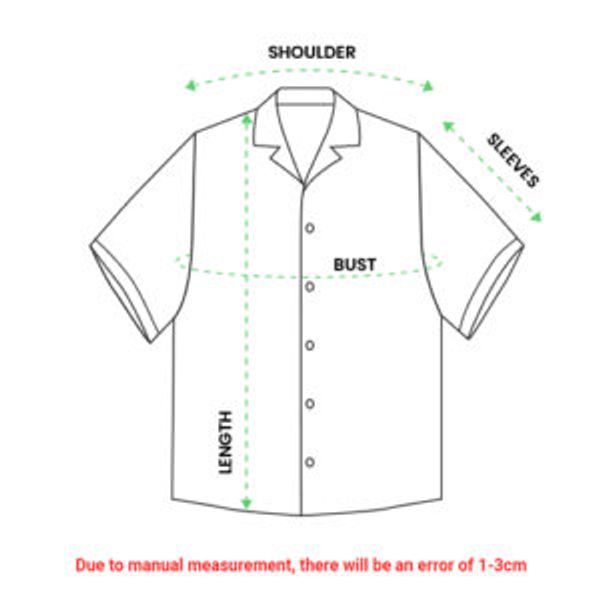 SHOULDER
SLEEVES
BUST
LENGTH
Due to manual measurement, there will be an error of 1-3cm